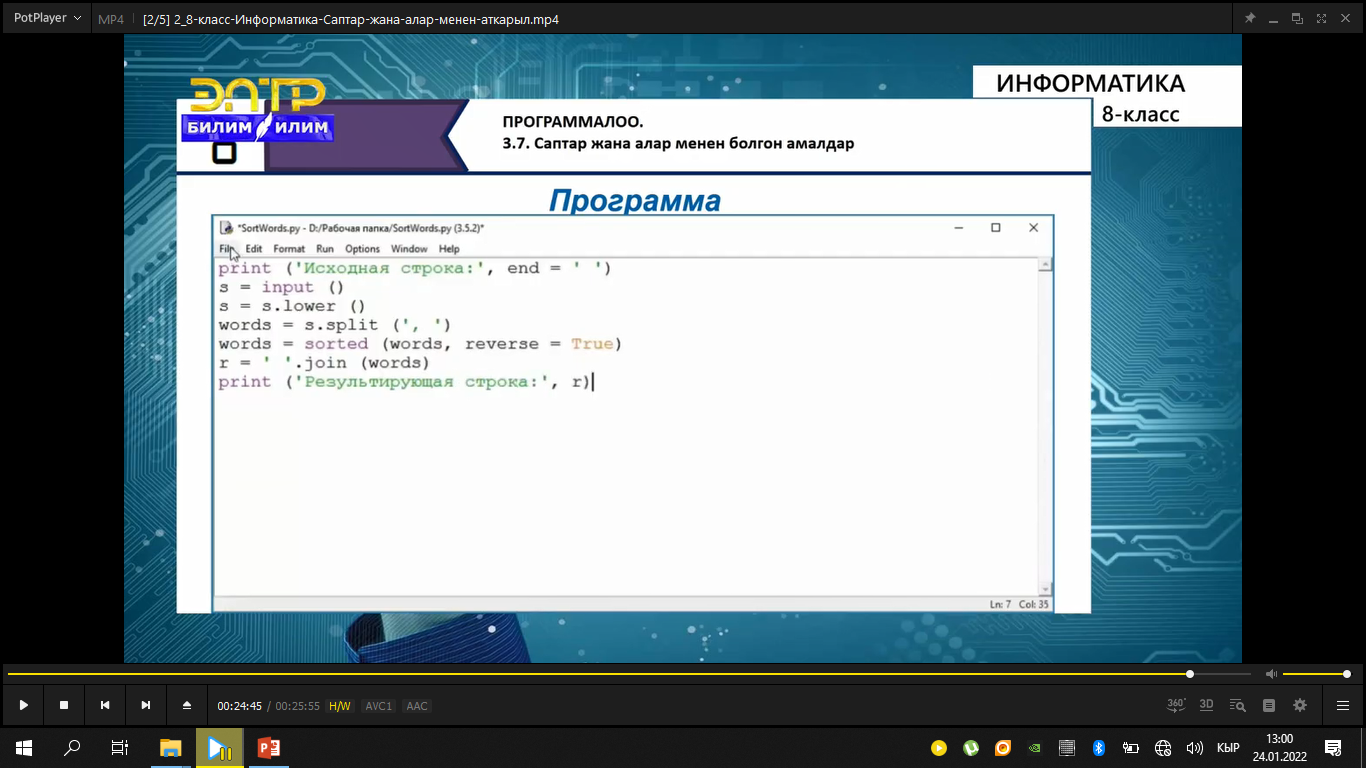 PotPlayer
MP4
[2/5] 2_8-класс-Информатика-Саптар-жана-алар-менен-аткарыл.mp4
ЭЛТР
БИЛИМ ИЛИМ
ИНФОРМАТИКА
8-класс
ПРОГРАММАЛОО.
3.7. Саптар жана алар менен болгон амалдар
Программа
*SortWords.py - D:/Рабочая папка/SortWords.py (3.5.2)*
File Edit Format Run Options Window Help
print ('Исходная строка:', end = ' ')
s = input ()
s = s.lower ()
words = s.split (', ')
words = sorted (words, reverse = True)
r = ' '.join (words)
print ('Результирующая строка:', r)
Ln: 7 Col: 35
00:24:45 / 00:25:55 H/W AVC1 AAC
360° 3D
КЫР
13:00
24.01.2022